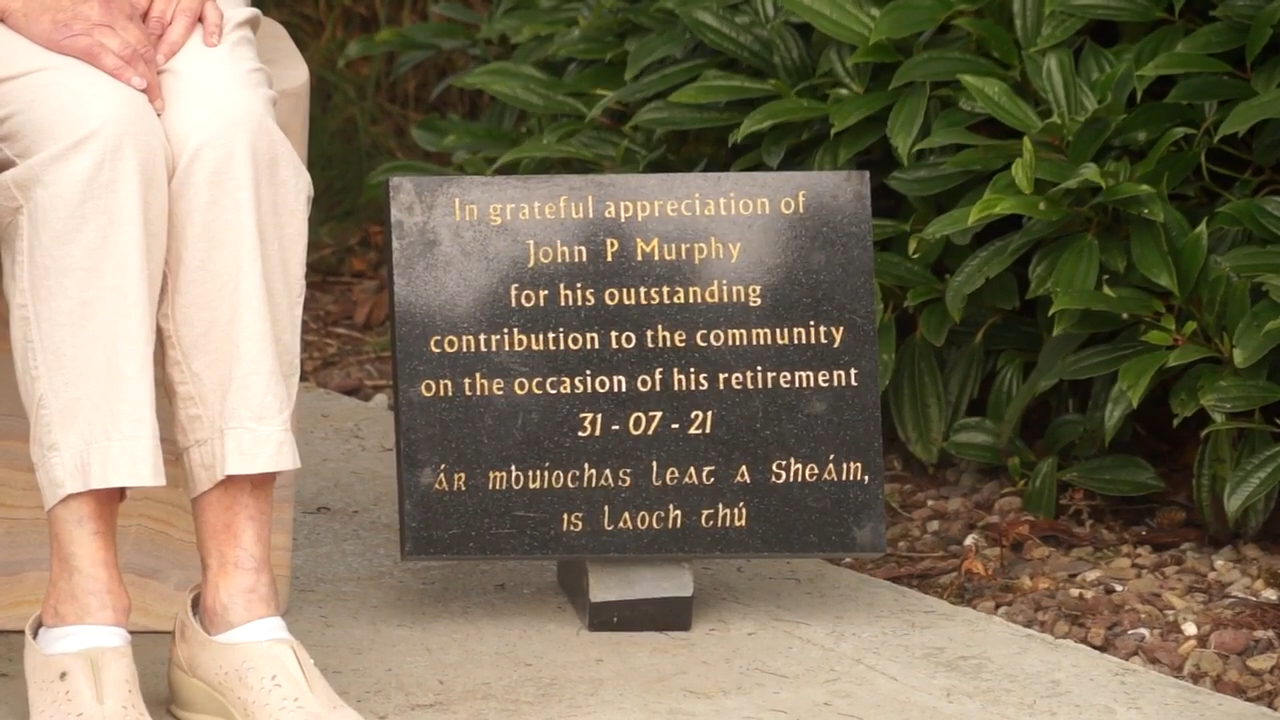 In grateful appreciation of
John P Murphy
for his outstanding
contribution to the community
on the occasion of his retirement
31 - 07 - 21
ár mbuíochas leat a Sheáin,
is laoch thú